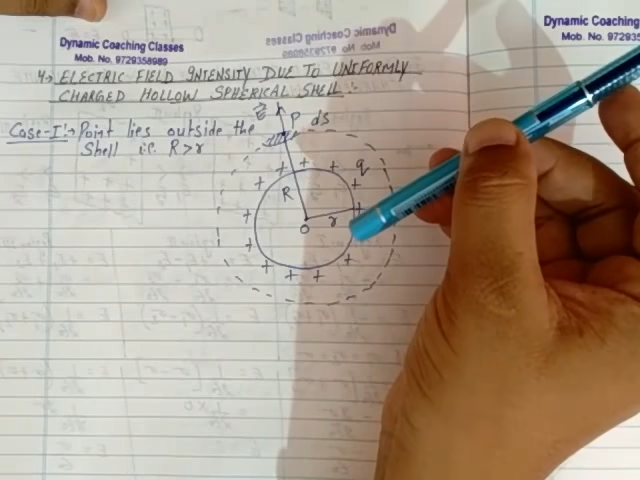 Dynamic Coaching Classes
Mob. No. 9729358989
Dynamic Coaching
Mob. No. 972935
4→ ELECTRIC FIELD INTENSITY DUE TO UNIFORMLY
CHARGED HOLLOW SPHERICAL SHELL :-
Case-I :→ Point lies outside the
Shell i.e. R>r
E P ds
q
R
r
O